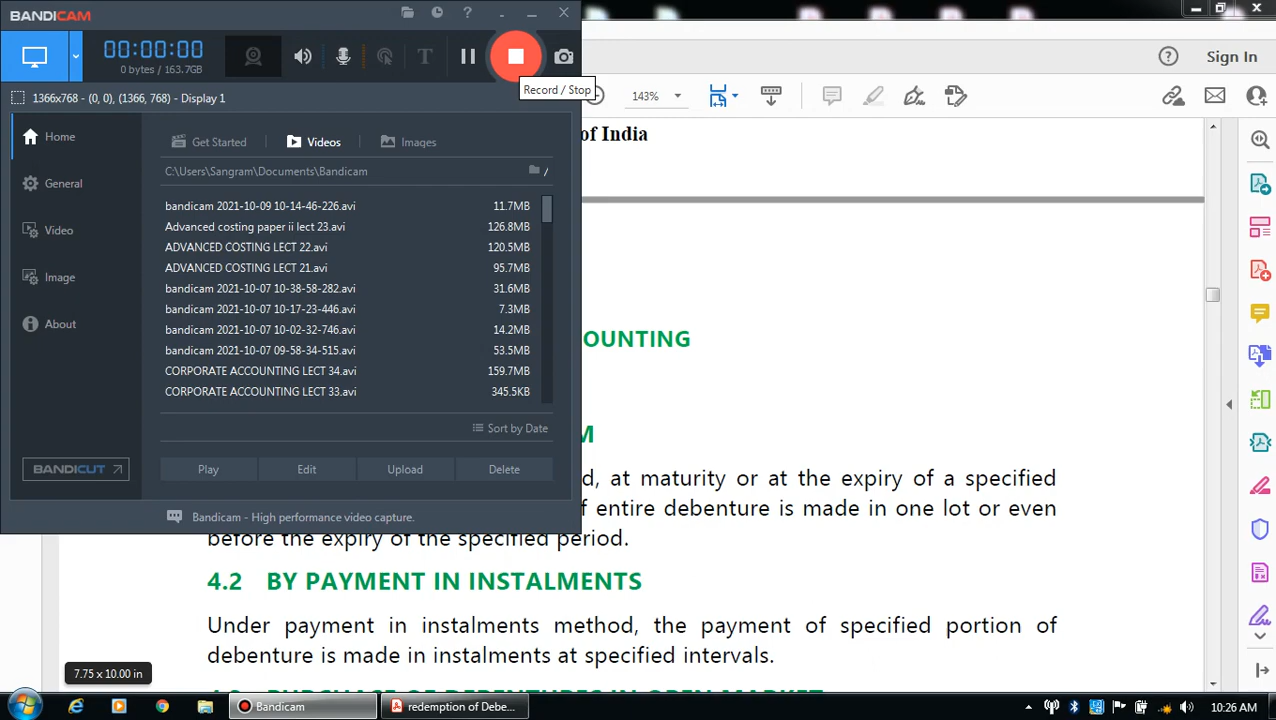 BANDICAM
00:00:00
0 bytes / 163.7GB
T
Record / Stop
1366x768 - (0, 0), (1366, 768) - Display 1
Home
General
Video
Image
About
BANDICUT
Get Started
Videos
Images
C:\Users\Sangram\Documents\Bandicam
/
bandicam 2021-10-09 10-14-46-226.avi 11.7MB
Advanced costing paper ii lect 23.avi 126.8MB
ADVANCED COSTING LECT 22.avi 120.5MB
ADVANCED COSTING LECT 21.avi 95.7MB
bandicam 2021-10-07 10-38-58-282.avi 31.6MB
bandicam 2021-10-07 10-17-23-446.avi 7.3MB
bandicam 2021-10-07 10-02-32-746.avi 14.2MB
bandicam 2021-10-07 09-58-34-515.avi 53.5MB
CORPORATE ACCOUNTING LECT 34.avi 159.7MB
CORPORATE ACCOUNTING LECT 33.avi 345.5KB
Sort by Date
Play Edit Upload Delete
Bandicam - High performance video capture.
Sign In
143%
of India
OUNTING
M
d, at maturity or at the expiry of a specified
f entire debenture is made in one lot or even
before the expiry of the specified period.
4.2 BY PAYMENT IN INSTALMENTS
Under payment in instalments method, the payment of specified portion of
debenture is made in instalments at specified intervals.
PURCHASE OF DEBENTURES IN OPEN MARKET
7.75 x 10.00 in
Bandicam
redemption of Debe...
10:26 AM